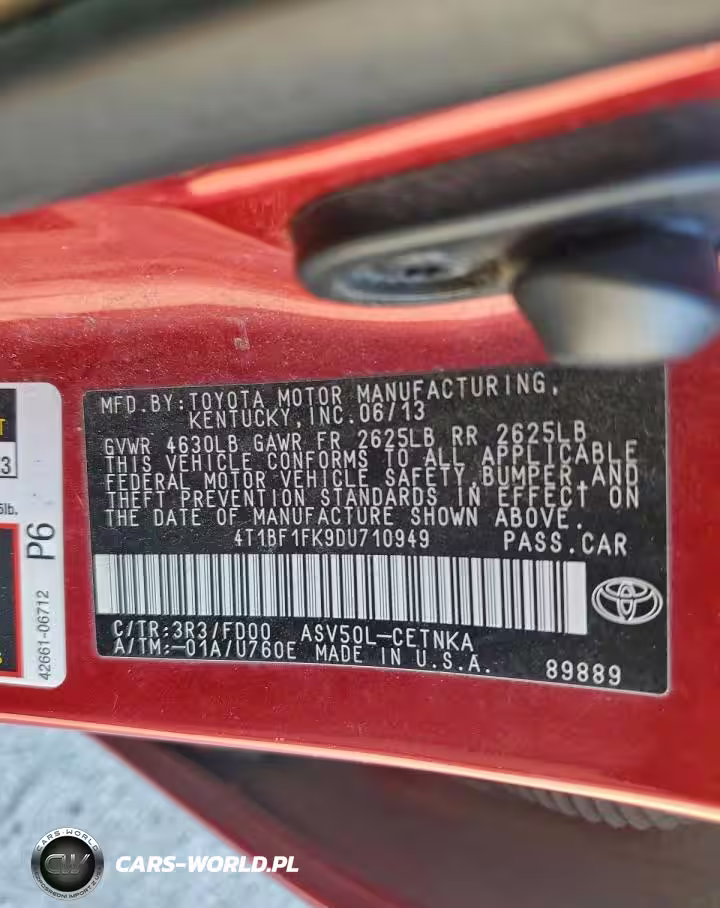 MFD.BY:TOYOTA MOTOR MANUFACTURING,
KENTUCKY,INC.06/13
GVWR 4630LB GAWR FR 2625LB RR 2625LB
THIS VEHICLE CONFORMS TO ALL APPLICABLE
FEDERAL MOTOR VEHICLE SAFETY,BUMPER,AND
THEFT PREVENTION STANDARDS IN EFFECT ON
THE DATE OF MANUFACTURE SHOWN ABOVE.
4T1BF1FK9DU710949 PASS.CAR
C/TR:3R3/FD00 ASV50L-CETNKA
A/TM:-01A/U760E MADE IN U.S.A. 89889
P6
42661-06712
CARS-WORLD
CW
CARS-WORLD.PL